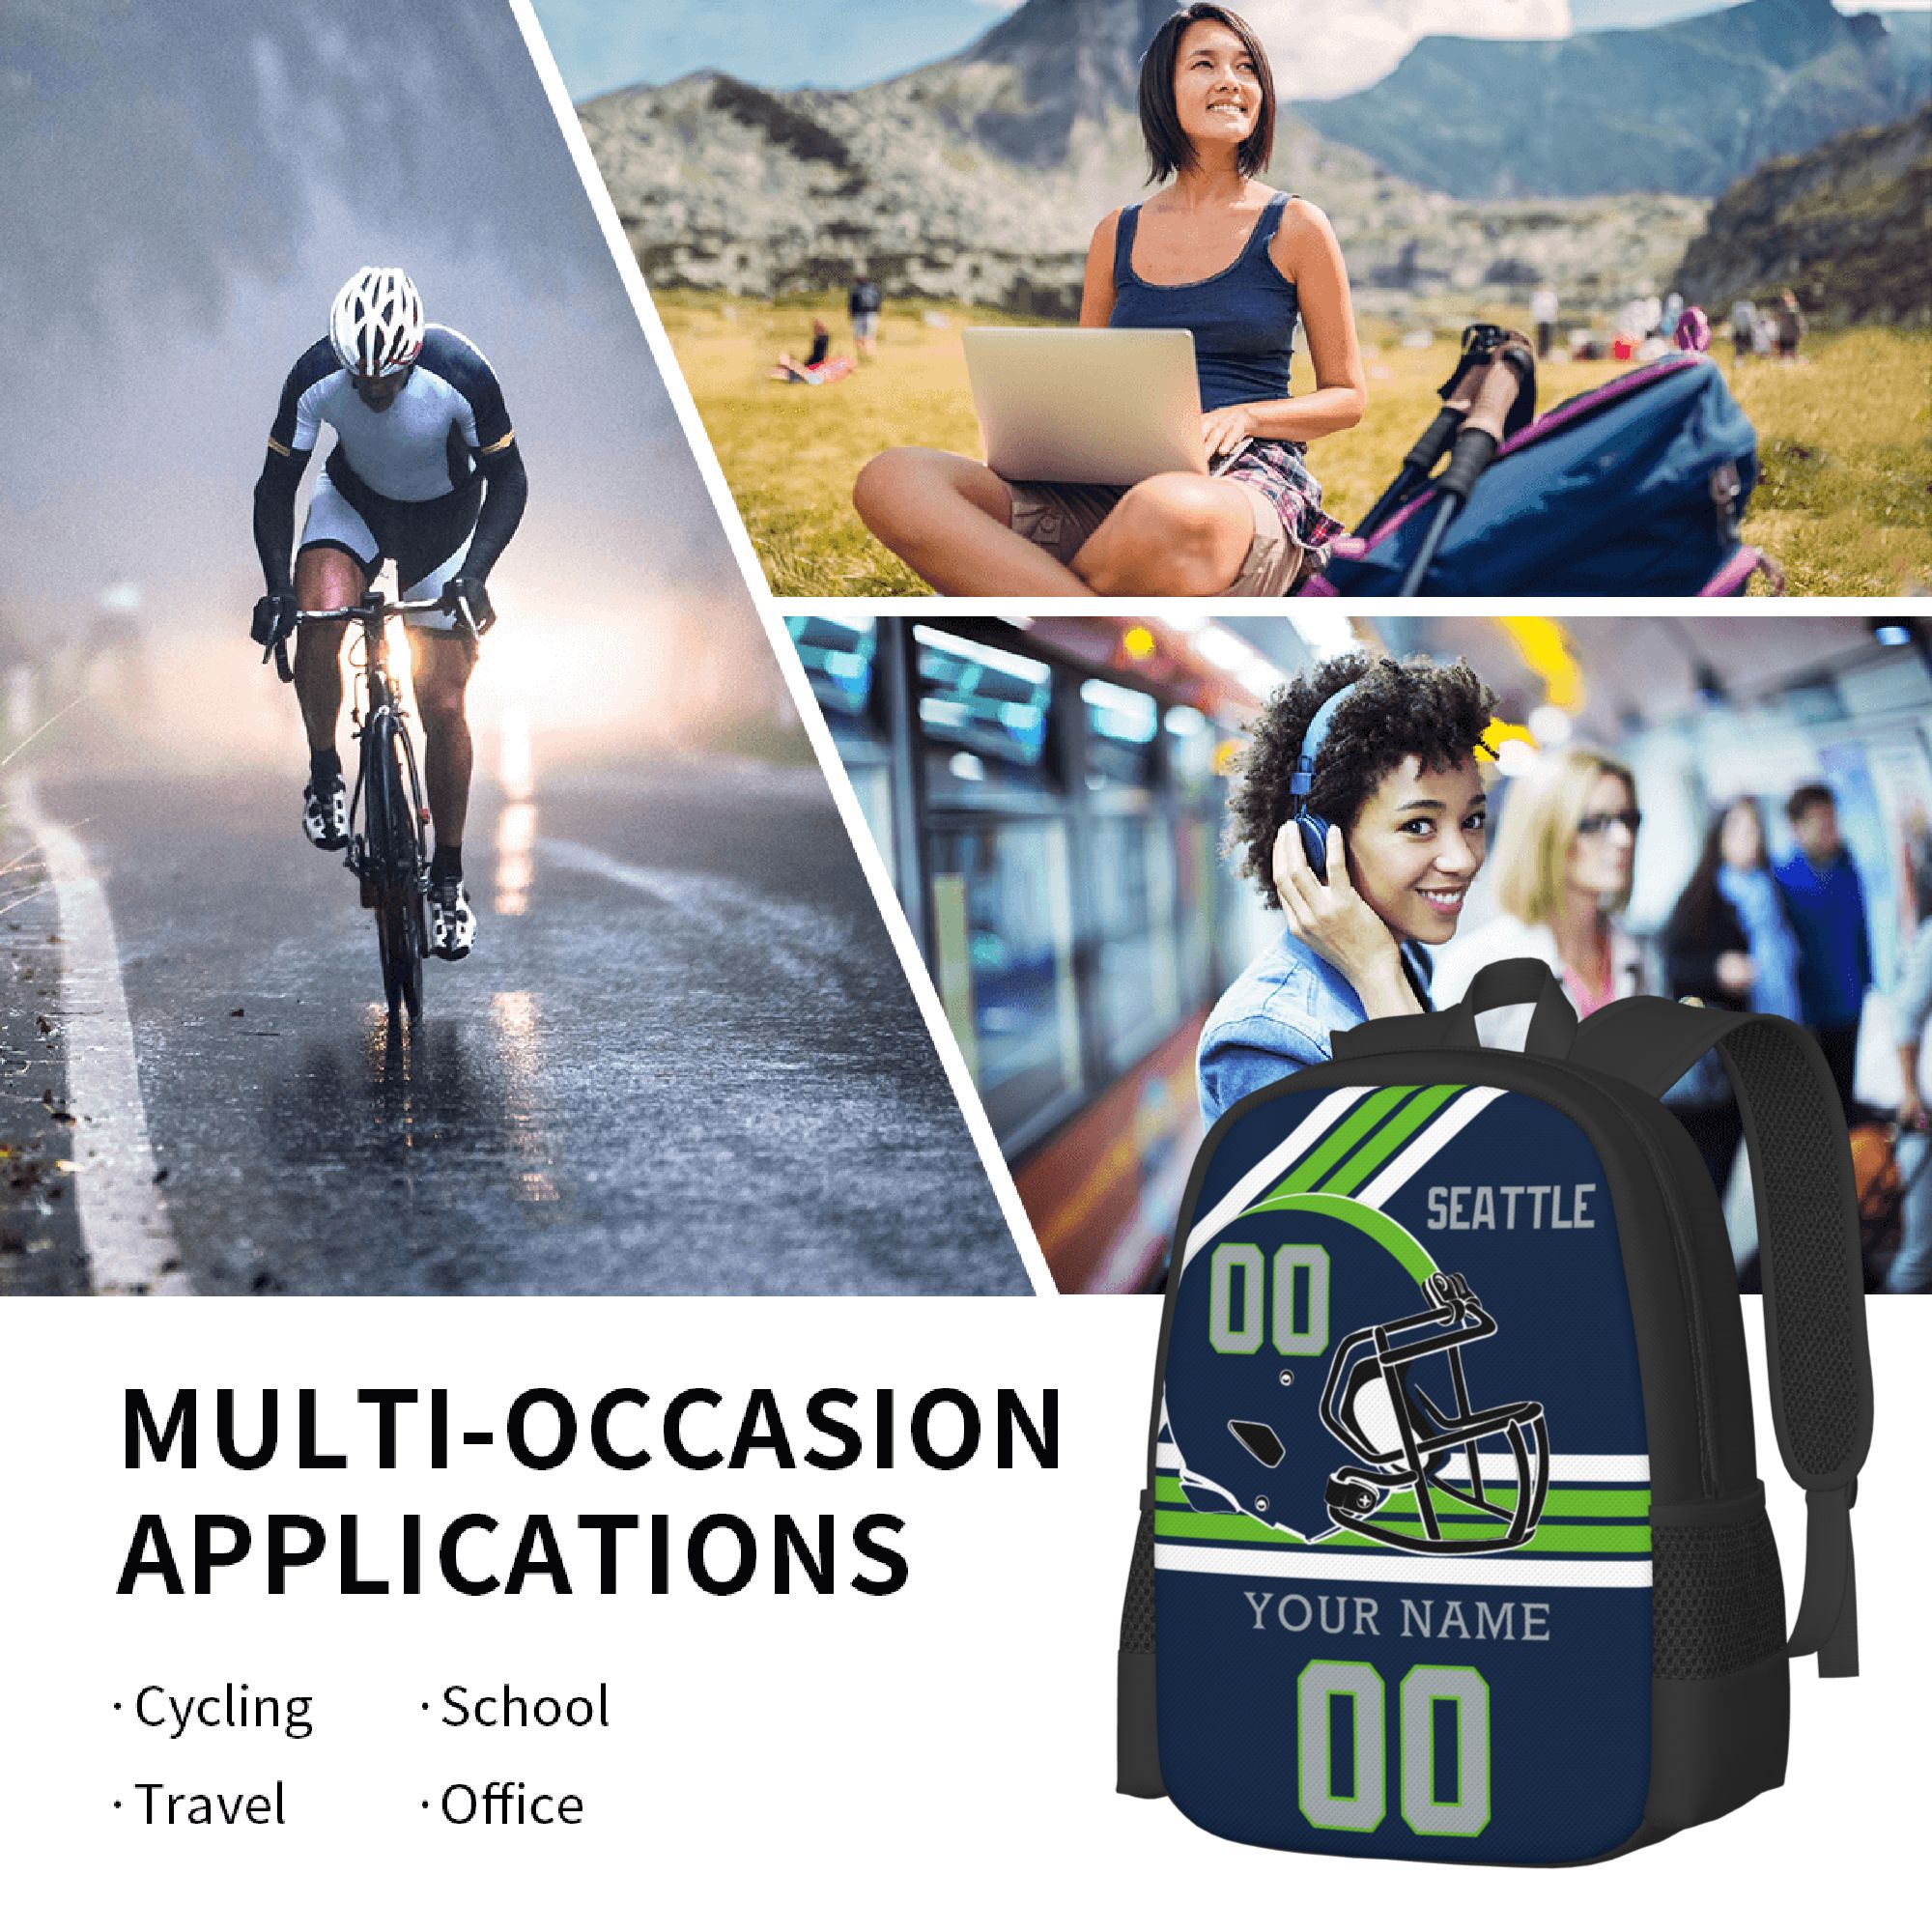 SEATTLE
00
MULTI-OCCASION
APPLICATIONS
· Cycling
· School
· Travel
· Office
YOUR NAME
00